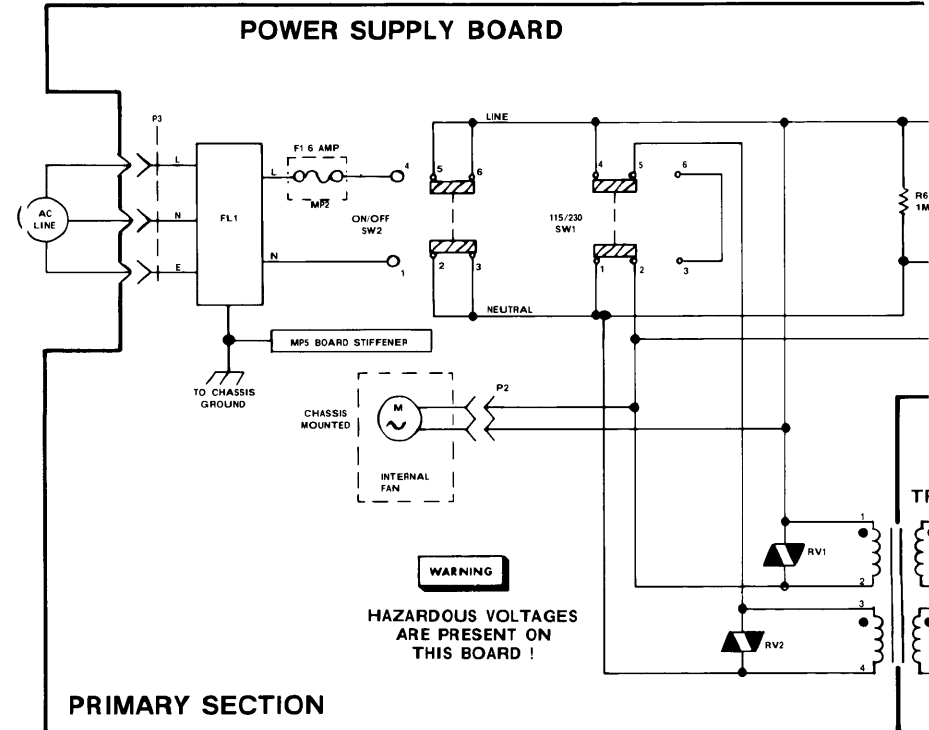 POWER SUPPLY BOARD
P3
LINE
F1 6 AMP
L
L
4
5
6
4
5
6
MP2
R6
1M
AC
LINE
N
FL1
ON/OFF
SW2
115/230
SW1
N
E
1
2
3
1
2
3
NEUTRAL
MP5 BOARD STIFFENER
TO CHASSIS
GROUND
P2
CHASSIS
MOUNTED
M
INTERNAL
FAN
1
RV1
2
WARNING
3
HAZARDOUS VOLTAGES
ARE PRESENT ON
THIS BOARD !
RV2
4
PRIMARY SECTION